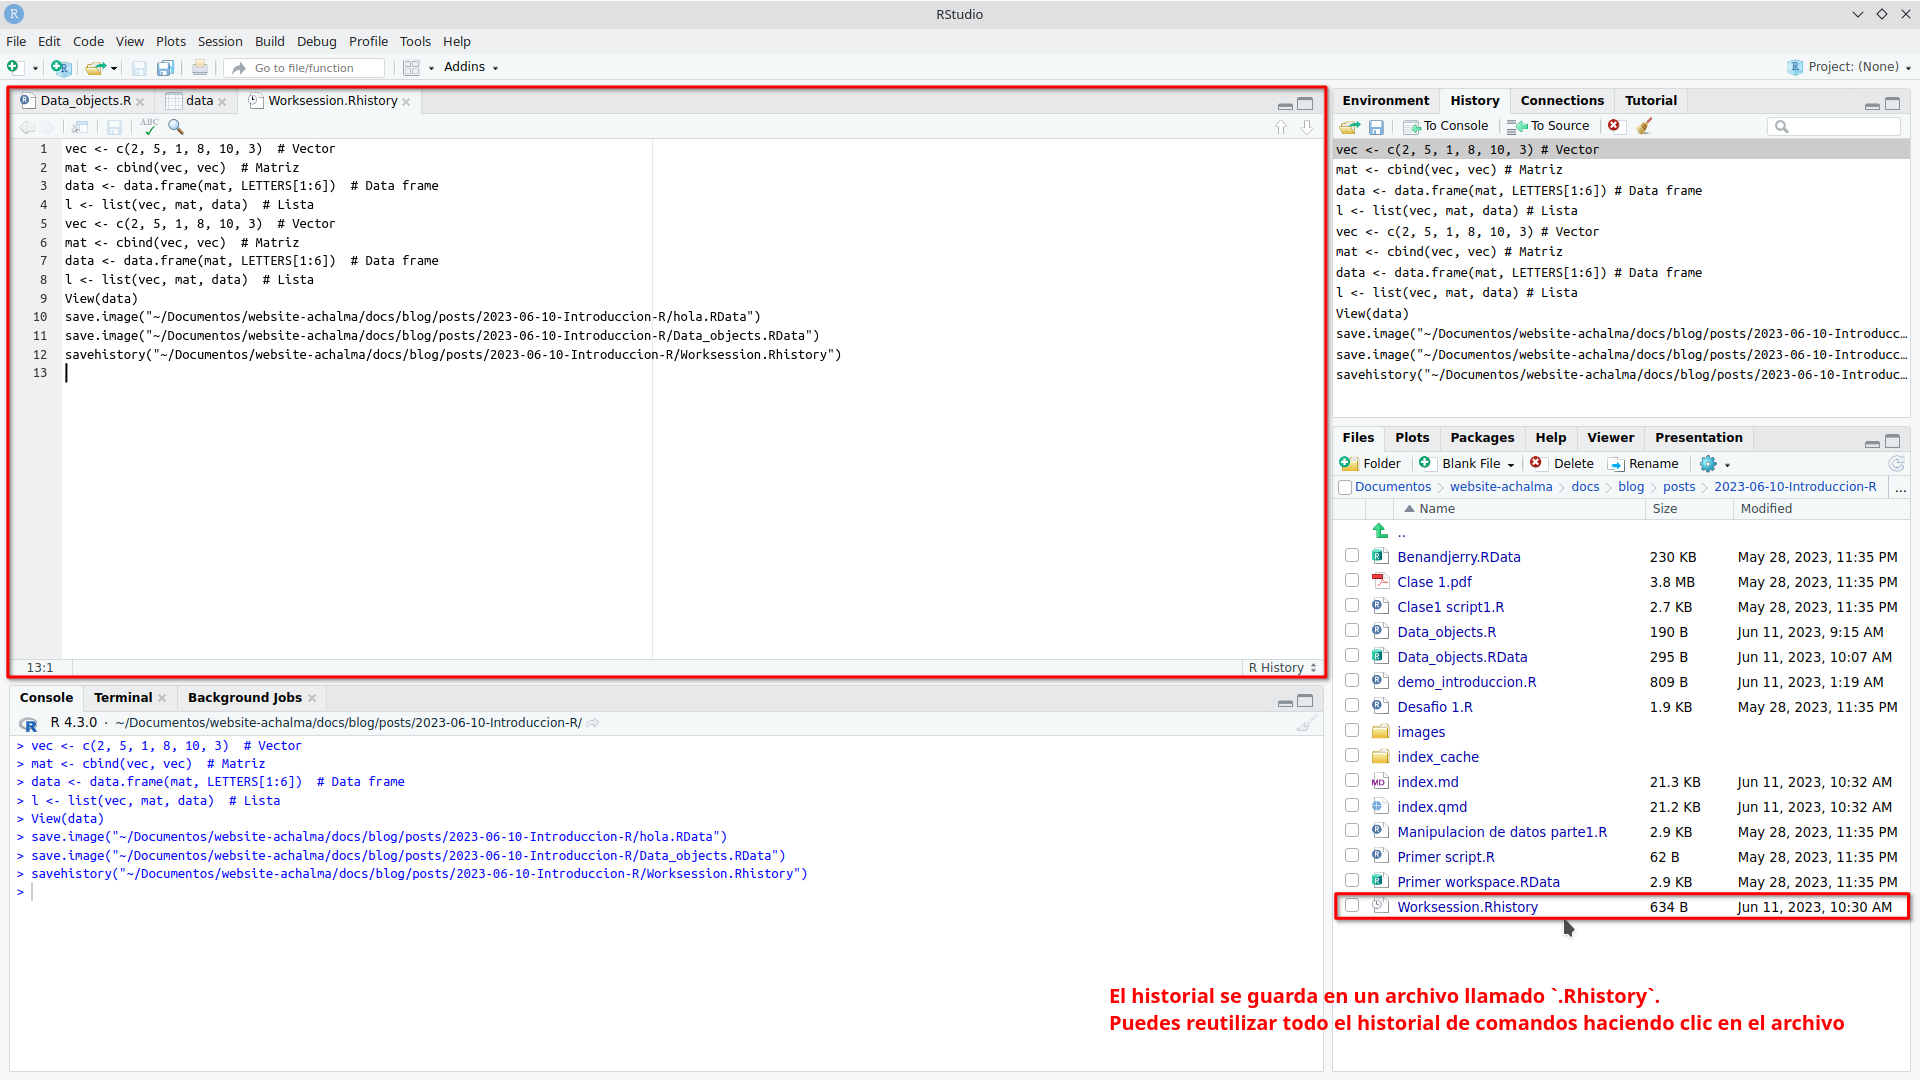 RStudio
File Edit Code View Plots Session Build Debug Profile Tools Help
Go to file/function Addins Project: (None)
Data_objects.R data Worksession.Rhistory
ABC
1 vec <- c(2, 5, 1, 8, 10, 3)  # Vector
2 mat <- cbind(vec, vec)  # Matriz
3 data <- data.frame(mat, LETTERS[1:6])  # Data frame
4 l <- list(vec, mat, data)  # Lista
5 vec <- c(2, 5, 1, 8, 10, 3)  # Vector
6 mat <- cbind(vec, vec)  # Matriz
7 data <- data.frame(mat, LETTERS[1:6])  # Data frame
8 l <- list(vec, mat, data)  # Lista
9 View(data)
10 save.image("~/Documentos/website-achalma/docs/blog/posts/2023-06-10-Introduccion-R/hola.RData")
11 save.image("~/Documentos/website-achalma/docs/blog/posts/2023-06-10-Introduccion-R/Data_objects.RData")
12 savehistory("~/Documentos/website-achalma/docs/blog/posts/2023-06-10-Introduccion-R/Worksession.Rhistory")
13
13:1 R History
Console Terminal Background Jobs
R 4.3.0 · ~/Documentos/website-achalma/docs/blog/posts/2023-06-10-Introduccion-R/
> vec <- c(2, 5, 1, 8, 10, 3)  # Vector
> mat <- cbind(vec, vec)  # Matriz
> data <- data.frame(mat, LETTERS[1:6])  # Data frame
> l <- list(vec, mat, data)  # Lista
> View(data)
> save.image("~/Documentos/website-achalma/docs/blog/posts/2023-06-10-Introduccion-R/hola.RData")
> save.image("~/Documentos/website-achalma/docs/blog/posts/2023-06-10-Introduccion-R/Data_objects.RData")
> savehistory("~/Documentos/website-achalma/docs/blog/posts/2023-06-10-Introduccion-R/Worksession.Rhistory")
>
Environment History Connections Tutorial
To Console To Source
vec <- c(2, 5, 1, 8, 10, 3) # Vector
mat <- cbind(vec, vec) # Matriz
data <- data.frame(mat, LETTERS[1:6]) # Data frame
l <- list(vec, mat, data) # Lista
vec <- c(2, 5, 1, 8, 10, 3) # Vector
mat <- cbind(vec, vec) # Matriz
data <- data.frame(mat, LETTERS[1:6]) # Data frame
l <- list(vec, mat, data) # Lista
View(data)
save.image("~/Documentos/website-achalma/docs/blog/posts/2023-06-10-Introducc…
save.image("~/Documentos/website-achalma/docs/blog/posts/2023-06-10-Introducc…
savehistory("~/Documentos/website-achalma/docs/blog/posts/2023-06-10-Introduc…
Files Plots Packages Help Viewer Presentation
Folder Blank File Delete Rename
Documentos > website-achalma > docs > blog > posts > 2023-06-10-Introduccion-R ...
Name Size Modified
..
Benandjerry.RData 230 KB May 28, 2023, 11:35 PM
Clase 1.pdf 3.8 MB May 28, 2023, 11:35 PM
Clase1 script1.R 2.7 KB May 28, 2023, 11:35 PM
Data_objects.R 190 B Jun 11, 2023, 9:15 AM
Data_objects.RData 295 B Jun 11, 2023, 10:07 AM
demo_introduccion.R 809 B Jun 11, 2023, 1:19 AM
Desafio 1.R 1.9 KB May 28, 2023, 11:35 PM
images
index_cache
index.md 21.3 KB Jun 11, 2023, 10:32 AM
index.qmd 21.2 KB Jun 11, 2023, 10:32 AM
Manipulacion de datos parte1.R 2.9 KB May 28, 2023, 11:35 PM
Primer script.R 62 B May 28, 2023, 11:35 PM
Primer workspace.RData 2.9 KB May 28, 2023, 11:35 PM
Worksession.Rhistory 634 B Jun 11, 2023, 10:30 AM
El historial se guarda en un archivo llamado `.Rhistory`.
Puedes reutilizar todo el historial de comandos haciendo clic en el archivo